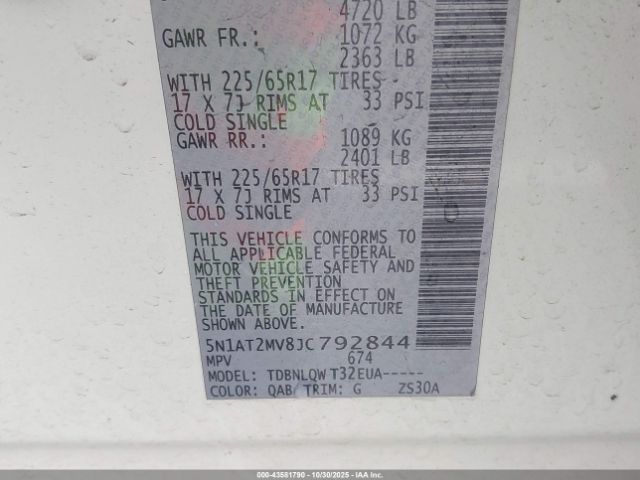 4720 LB
GAWR FR.: 1072 KG
2363 LB
WITH 225/65R17 TIRES
17 X 7J RIMS AT 33 PSI
COLD SINGLE
GAWR RR.: 1089 KG
2401 LB
WITH 225/65R17 TIRES
17 X 7J RIMS AT 33 PSI
COLD SINGLE
THIS VEHICLE CONFORMS TO
ALL APPLICABLE FEDERAL
MOTOR VEHICLE SAFETY AND
THEFT PREVENTION
STANDARDS IN EFFECT ON
THE DATE OF MANUFACTURE
SHOWN ABOVE.
5N1AT2MV8JC792844
MPV 674
MODEL: TDBNLQW T32EUA-----
COLOR: QAB TRIM: G ZS30A
000-43581790 - 10/30/2025 - IAAI.COM